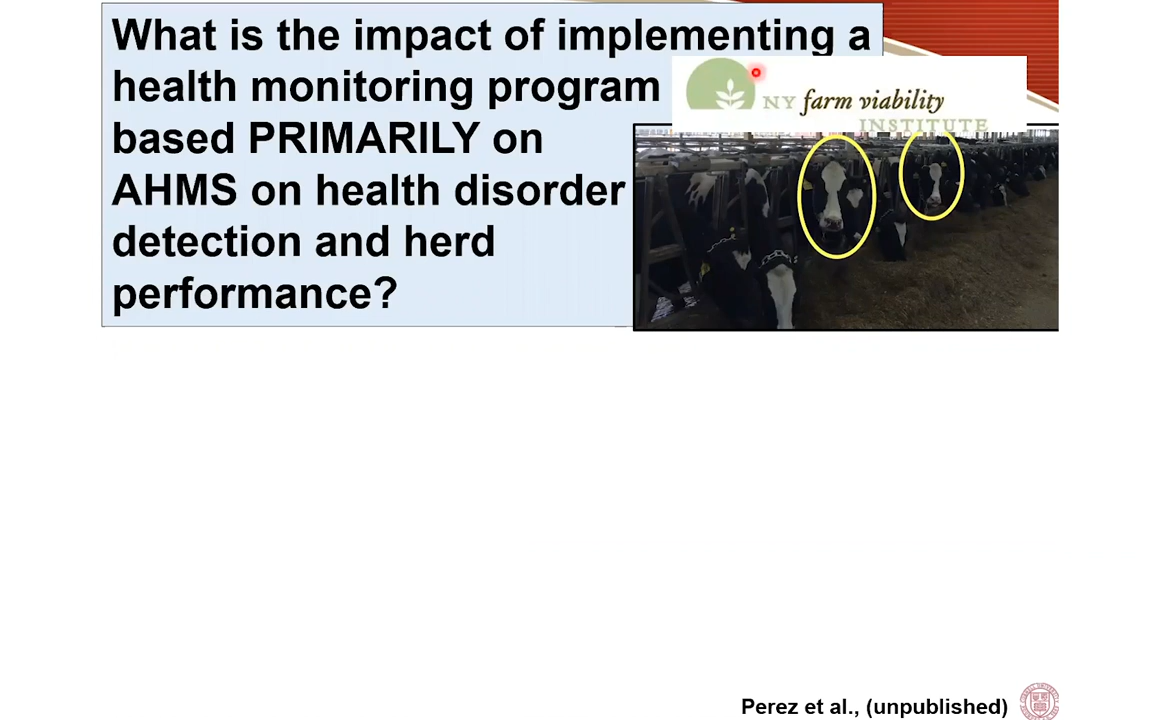 What is the impact of implementing a
health monitoring program
based PRIMARILY on
AHMS on health disorder
detection and herd
performance?
NY farm viability
INSTITUTE
Perez et al., (unpublished)